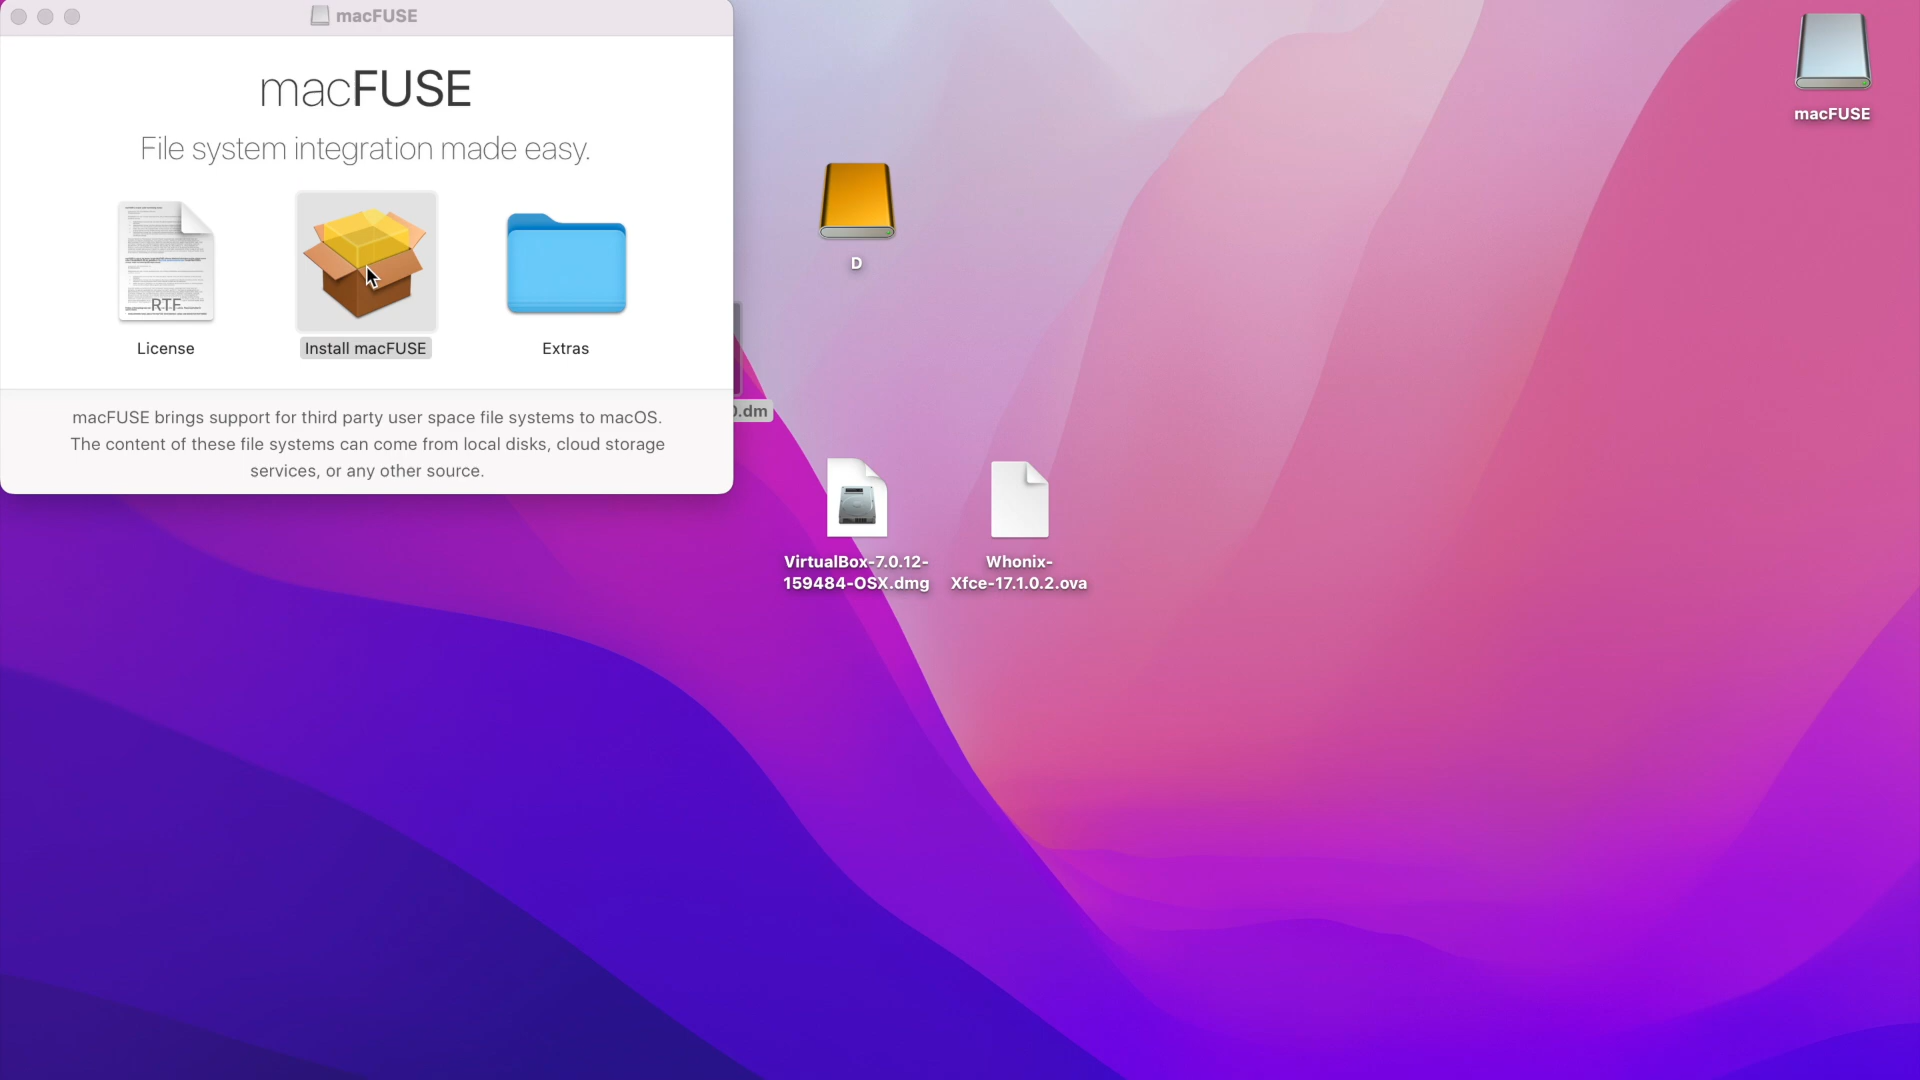 macFUSE
macFUSE
File system integration made easy.
RTF
License
Install macFUSE
Extras
macFUSE brings support for third party user space file systems to macOS.
The content of these file systems can come from local disks, cloud storage
services, or any other source.
macFUSE
D
.dm
VirtualBox-7.0.12-
159484-OSX.dmg
Whonix-
Xfce-17.1.0.2.ova